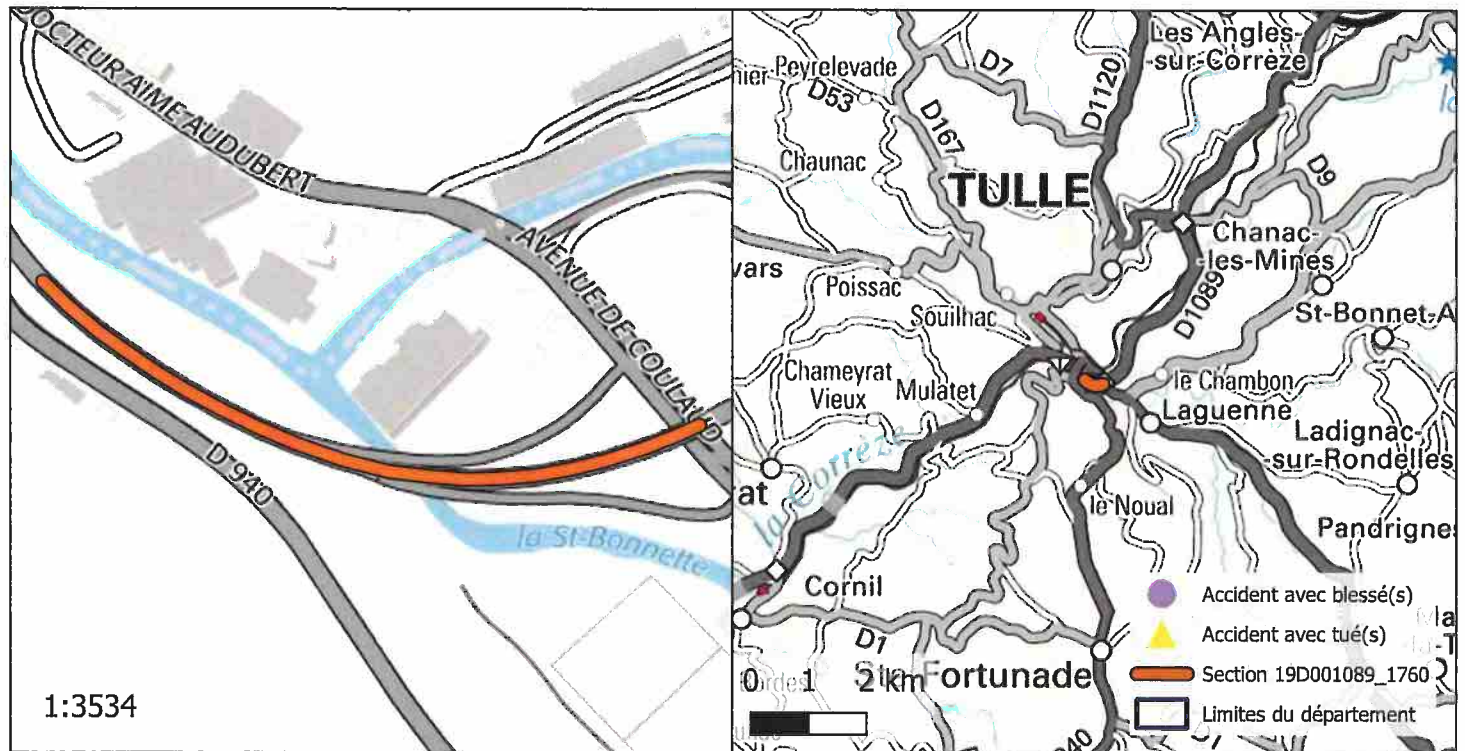 DOCTEUR AIME AUDUBERT
AVENUE DE COULAUD
D 940
la St-Bonnette
1:3534
Les Angles-
-sur-Corrèze
D7
Peyrelevade
D53
D1120
D167
Chaunac
TULLE
D9
Chanac-
-les-Mines
Poissac
D1089
Souilhac
St-Bonnet-A
Chameyrat
Vieux
Mulatet
le Chambon
Laguenne
Ladignac-
-sur-Rondelles
la Corrèze
le Noual
Pandrignes
Cornil
D1
Fortunade
0 1 2 km
Accident avec blessé(s)
Accident avec tué(s)
Section 19D001089_1760
Limites du département